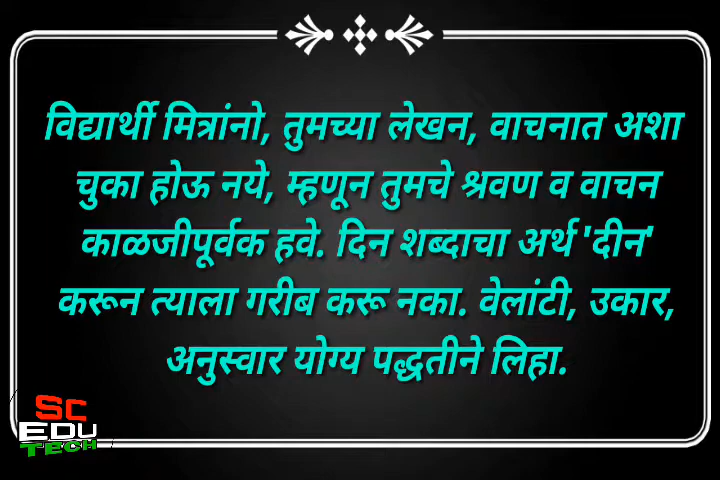 विद्यार्थी मित्रांनो, तुमच्या लेखन, वाचनात अशा
चुका होऊ नये, म्हणून तुमचे श्रवण व वाचन
काळजीपूर्वक हवे. दिन शब्दाचा अर्थ 'दीन'
करून त्याला गरीब करू नका. वेलांटी, उकार,
अनुस्वार योग्य पद्धतीने लिहा.
SC
EDU
TECH